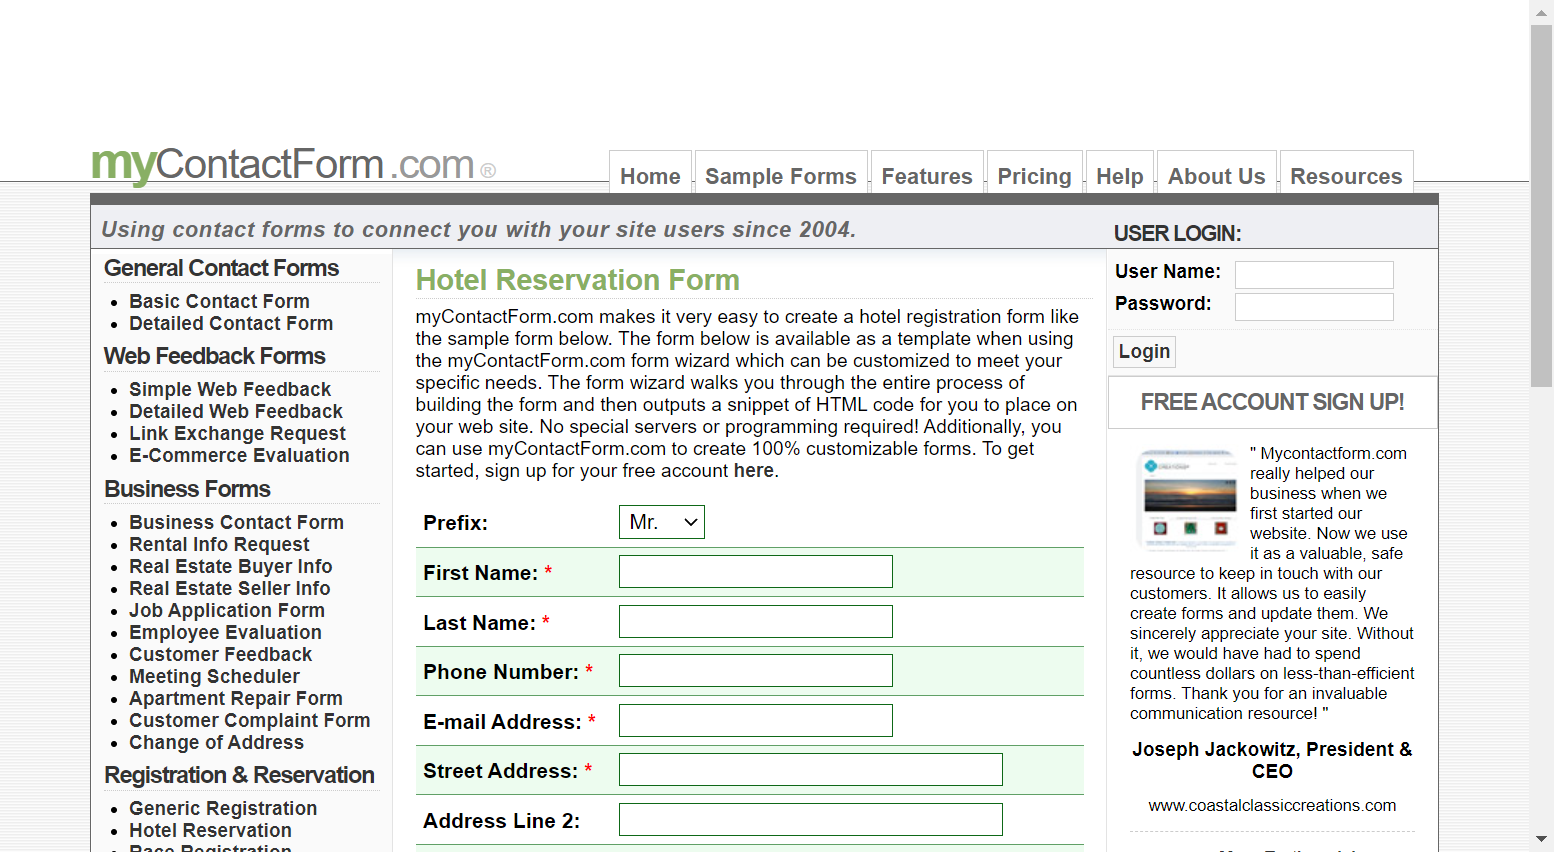 myContactForm.com ®
Home
Sample Forms
Features
Pricing
Help
About Us
Resources
Using contact forms to connect you with your site users since 2004.
USER LOGIN:
General Contact Forms
Basic Contact Form
Detailed Contact Form
Web Feedback Forms
Simple Web Feedback
Detailed Web Feedback
Link Exchange Request
E-Commerce Evaluation
Business Forms
Business Contact Form
Rental Info Request
Real Estate Buyer Info
Real Estate Seller Info
Job Application Form
Employee Evaluation
Customer Feedback
Meeting Scheduler
Apartment Repair Form
Customer Complaint Form
Change of Address
Registration & Reservation
Generic Registration
Hotel Reservation
Race Registration
Hotel Reservation Form
myContactForm.com makes it very easy to create a hotel registration form like
the sample form below. The form below is available as a template when using
the myContactForm.com form wizard which can be customized to meet your
specific needs. The form wizard walks you through the entire process of
building the form and then outputs a snippet of HTML code for you to place on
your web site. No special servers or programming required! Additionally, you
can use myContactForm.com to create 100% customizable forms. To get
started, sign up for your free account here.
Prefix: Mr.
First Name: *
Last Name: *
Phone Number: *
E-mail Address: *
Street Address: *
Address Line 2:
User Name:
Password:
Login
FREE ACCOUNT SIGN UP!
" Mycontactform.com
really helped our
business when we
first started our
website. Now we use
it as a valuable, safe
resource to keep in touch with our
customers. It allows us to easily
create forms and update them. We
sincerely appreciate your site. Without
it, we would have had to spend
countless dollars on less-than-efficient
forms. Thank you for an invaluable
communication resource! "
Joseph Jackowitz, President &
CEO
www.coastalclassiccreations.com